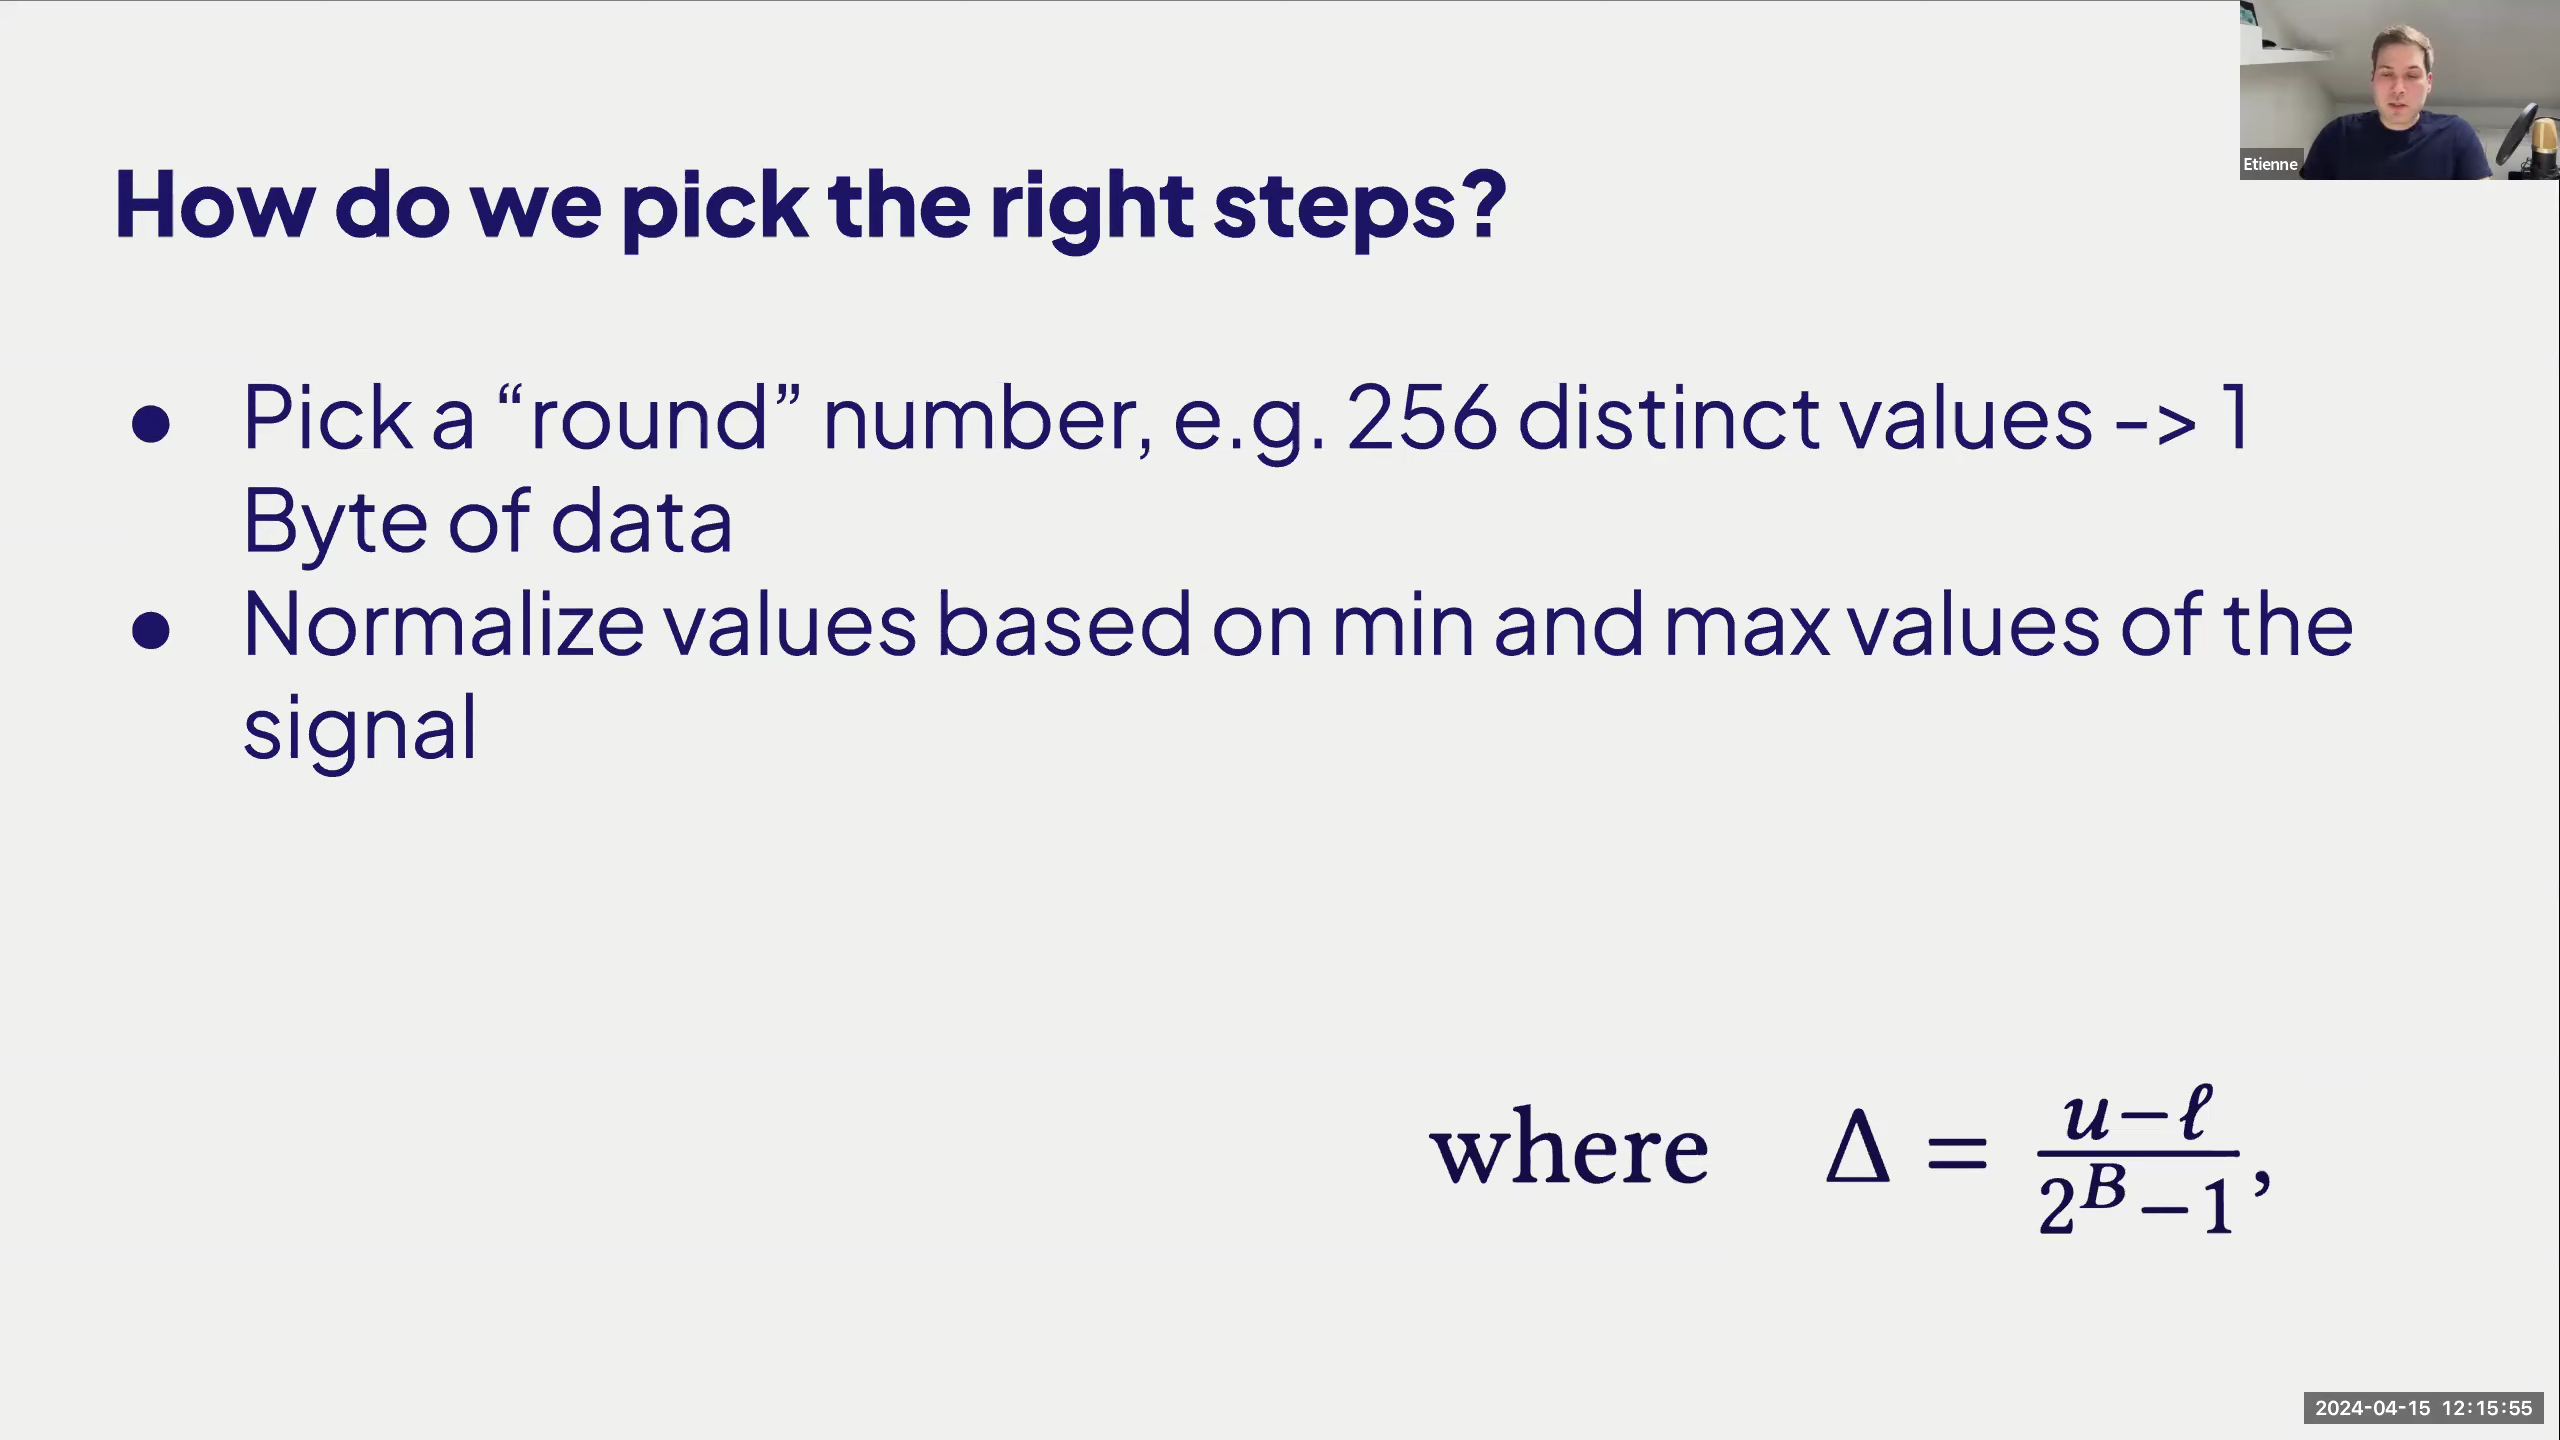 Etienne
How do we pick the right steps?
● Pick a “round” number, e.g. 256 distinct values -> 1
Byte of data
● Normalize values based on min and max values of the
signal
where Δ = (u−ℓ)/(2^B−1),
2024-04-15 12:15:55